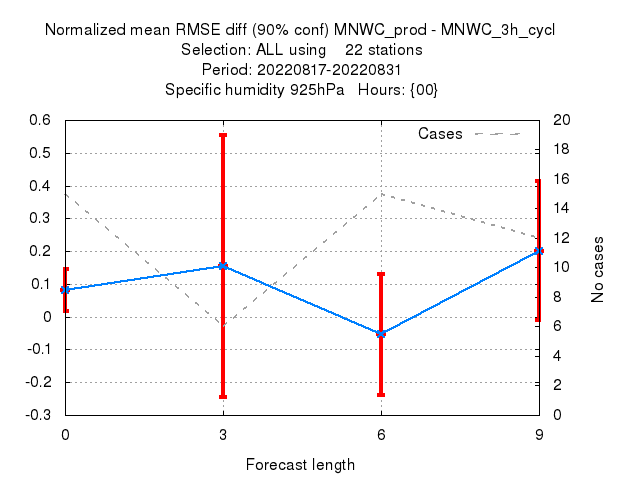 Normalized mean RMSE diff (90% conf) MNWC_prod - MNWC_3h_cycl
Selection: ALL using    22 stations
Period: 20220817-20220831
Specific humidity 925hPa   Hours: {00}
Cases
0.6
0.5
0.4
0.3
0.2
0.1
0
-0.1
-0.2
-0.3
20
18
16
14
12
10
8
6
4
2
0
No cases
0 3 6 9
Forecast length